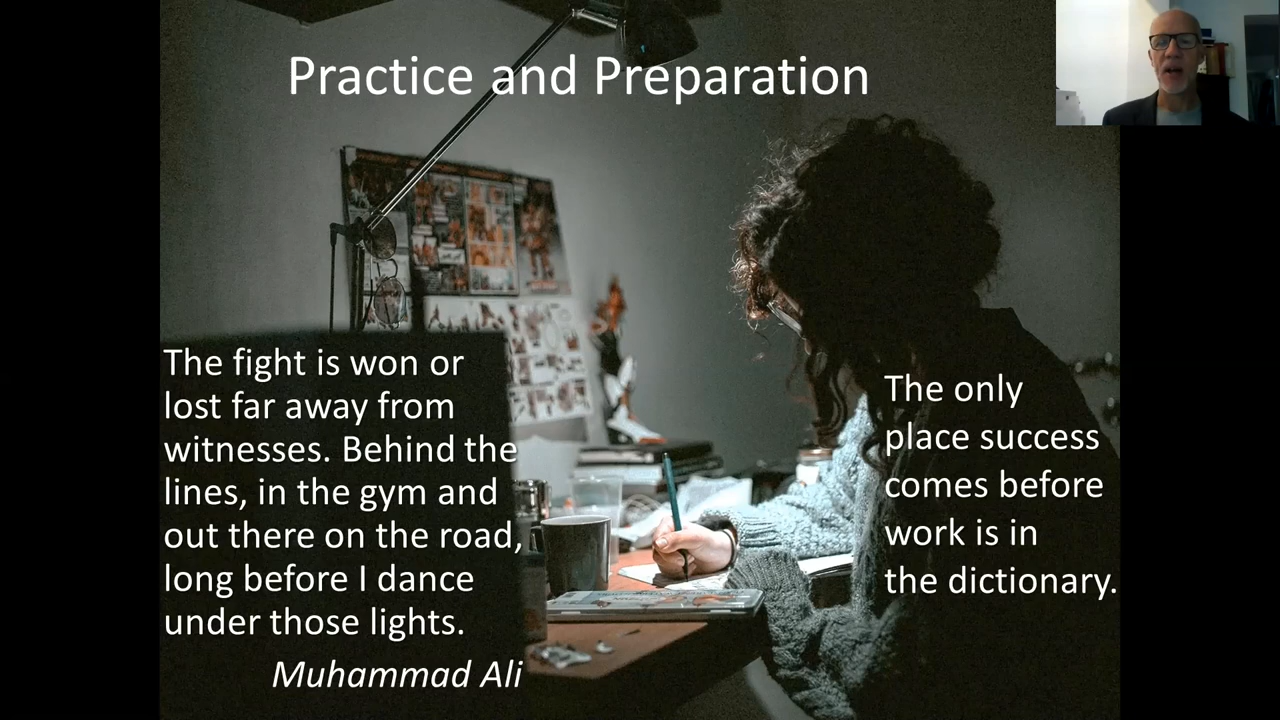 Practice and Preparation
The fight is won or
lost far away from
witnesses. Behind the
lines, in the gym and
out there on the road,
long before I dance
under those lights.
Muhammad Ali
The only
place success
comes before
work is in
the dictionary.